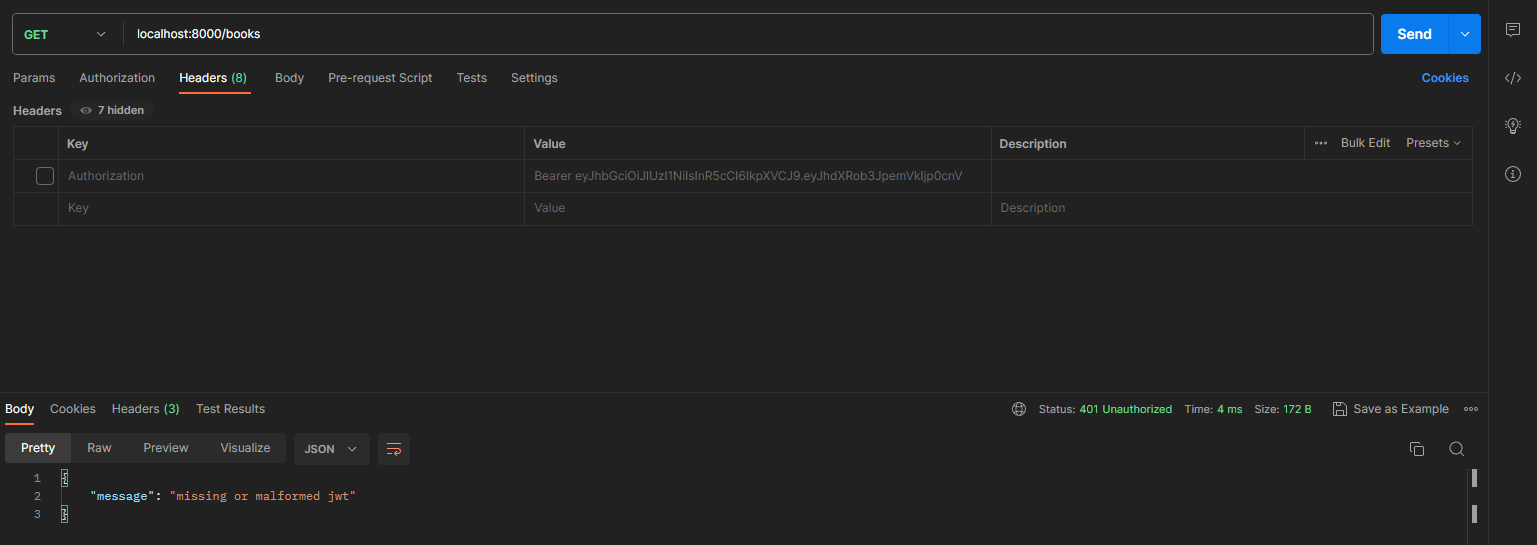 GET localhost:8000/books Send
Params Authorization Headers (8) Body Pre-request Script Tests Settings Cookies
Headers 7 hidden
Key Value Description Bulk Edit Presets
Authorization Bearer eyJhbGciOiJIUzI1NiIsInR5cCI6IkpXVCJ9.eyJhdXRob3JpemVkIjp0cnV
Key Value Description
Body Cookies Headers (3) Test Results Status: 401 Unauthorized Time: 4 ms Size: 172 B Save as Example
Pretty Raw Preview Visualize JSON
1 {
2 "message": "missing or malformed jwt"
3 }